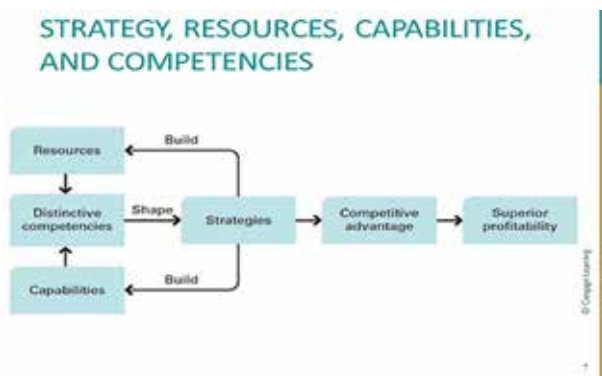 STRATEGY, RESOURCES, CAPABILITIES,
AND COMPETENCIES
Build
Resources
Distinctive
competencies
Shape
Strategies
Competitive
advantage
Superior
profitability
Build
Capabilities
© Cengage Learning